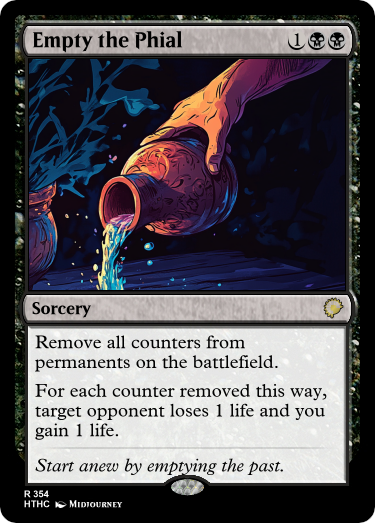 Empty the Phial 1
Sorcery
Remove all counters from
permanents on the battlefield.
For each counter removed this way,
target opponent loses 1 life and you
gain 1 life.
Start anew by emptying the past.
R 354
HTHC Midjourney